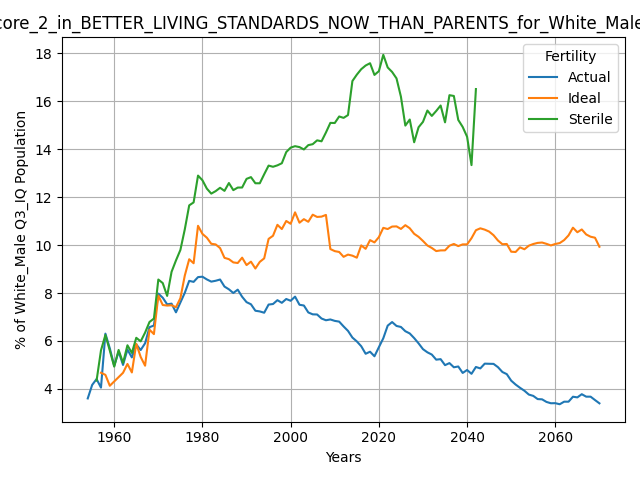 core_2_in_BETTER_LIVING_STANDARDS_NOW_THAN_PARENTS_for_White_Male
% of White_Male Q3_IQ Population
18
16
14
12
10
8
6
4
Fertility
Actual
Ideal
Sterile
1960 1980 2000 2020 2040 2060
Years